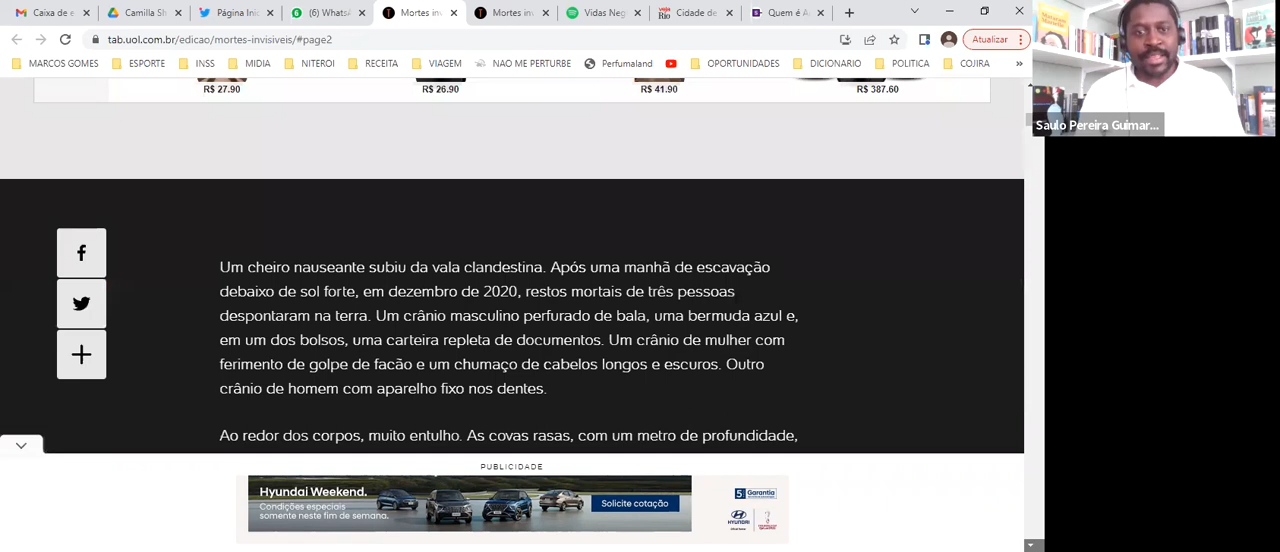 Caixa de e
Camilla Sh
Página Inic
(6) WhatsA
Mortes inv
Mortes inv
Vidas Neg
Cidade de
Quem é A
tab.uol.com.br/edicao/mortes-invisiveis/#page2
Atualizar
MARCOS GOMES
ESPORTE
INSS
MIDIA
NITEROI
RECEITA
VIAGEM
NAO ME PERTURBE
Perfumaland
OPORTUNIDADES
DICIONARIO
POLITICA
COJIRA
»
R$ 27.90
R$ 26.90
R$ 41.90
R$ 387.60
Saulo Pereira Guimar...
Um cheiro nauseante subiu da vala clandestina. Após uma manhã de escavação
debaixo de sol forte, em dezembro de 2020, restos mortais de três pessoas
despontaram na terra. Um crânio masculino perfurado de bala, uma bermuda azul e,
em um dos bolsos, uma carteira repleta de documentos. Um crânio de mulher com
ferimento de golpe de facão e um chumaço de cabelos longos e escuros. Outro
crânio de homem com aparelho fixo nos dentes.
Ao redor dos corpos, muito entulho. As covas rasas, com um metro de profundidade,
PUBLICIDADE
Hyundai Weekend.
Condições especiais
somente neste fim de semana.
Solicite cotação
5 Garantia
HYUNDAI